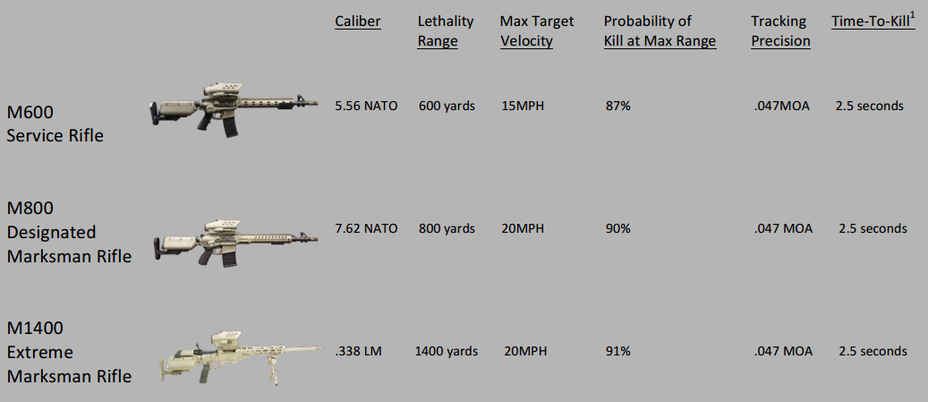 Caliber Lethality Range Max Target Velocity Probability of Kill at Max Range Tracking Precision Time-To-Kill1
M600
Service Rifle
5.56 NATO 600 yards 15MPH 87% .047MOA 2.5 seconds
M800
Designated
Marksman Rifle
7.62 NATO 800 yards 20MPH 90% .047 MOA 2.5 seconds
M1400
Extreme
Marksman Rifle
.338 LM 1400 yards 20MPH 91% .047 MOA 2.5 seconds